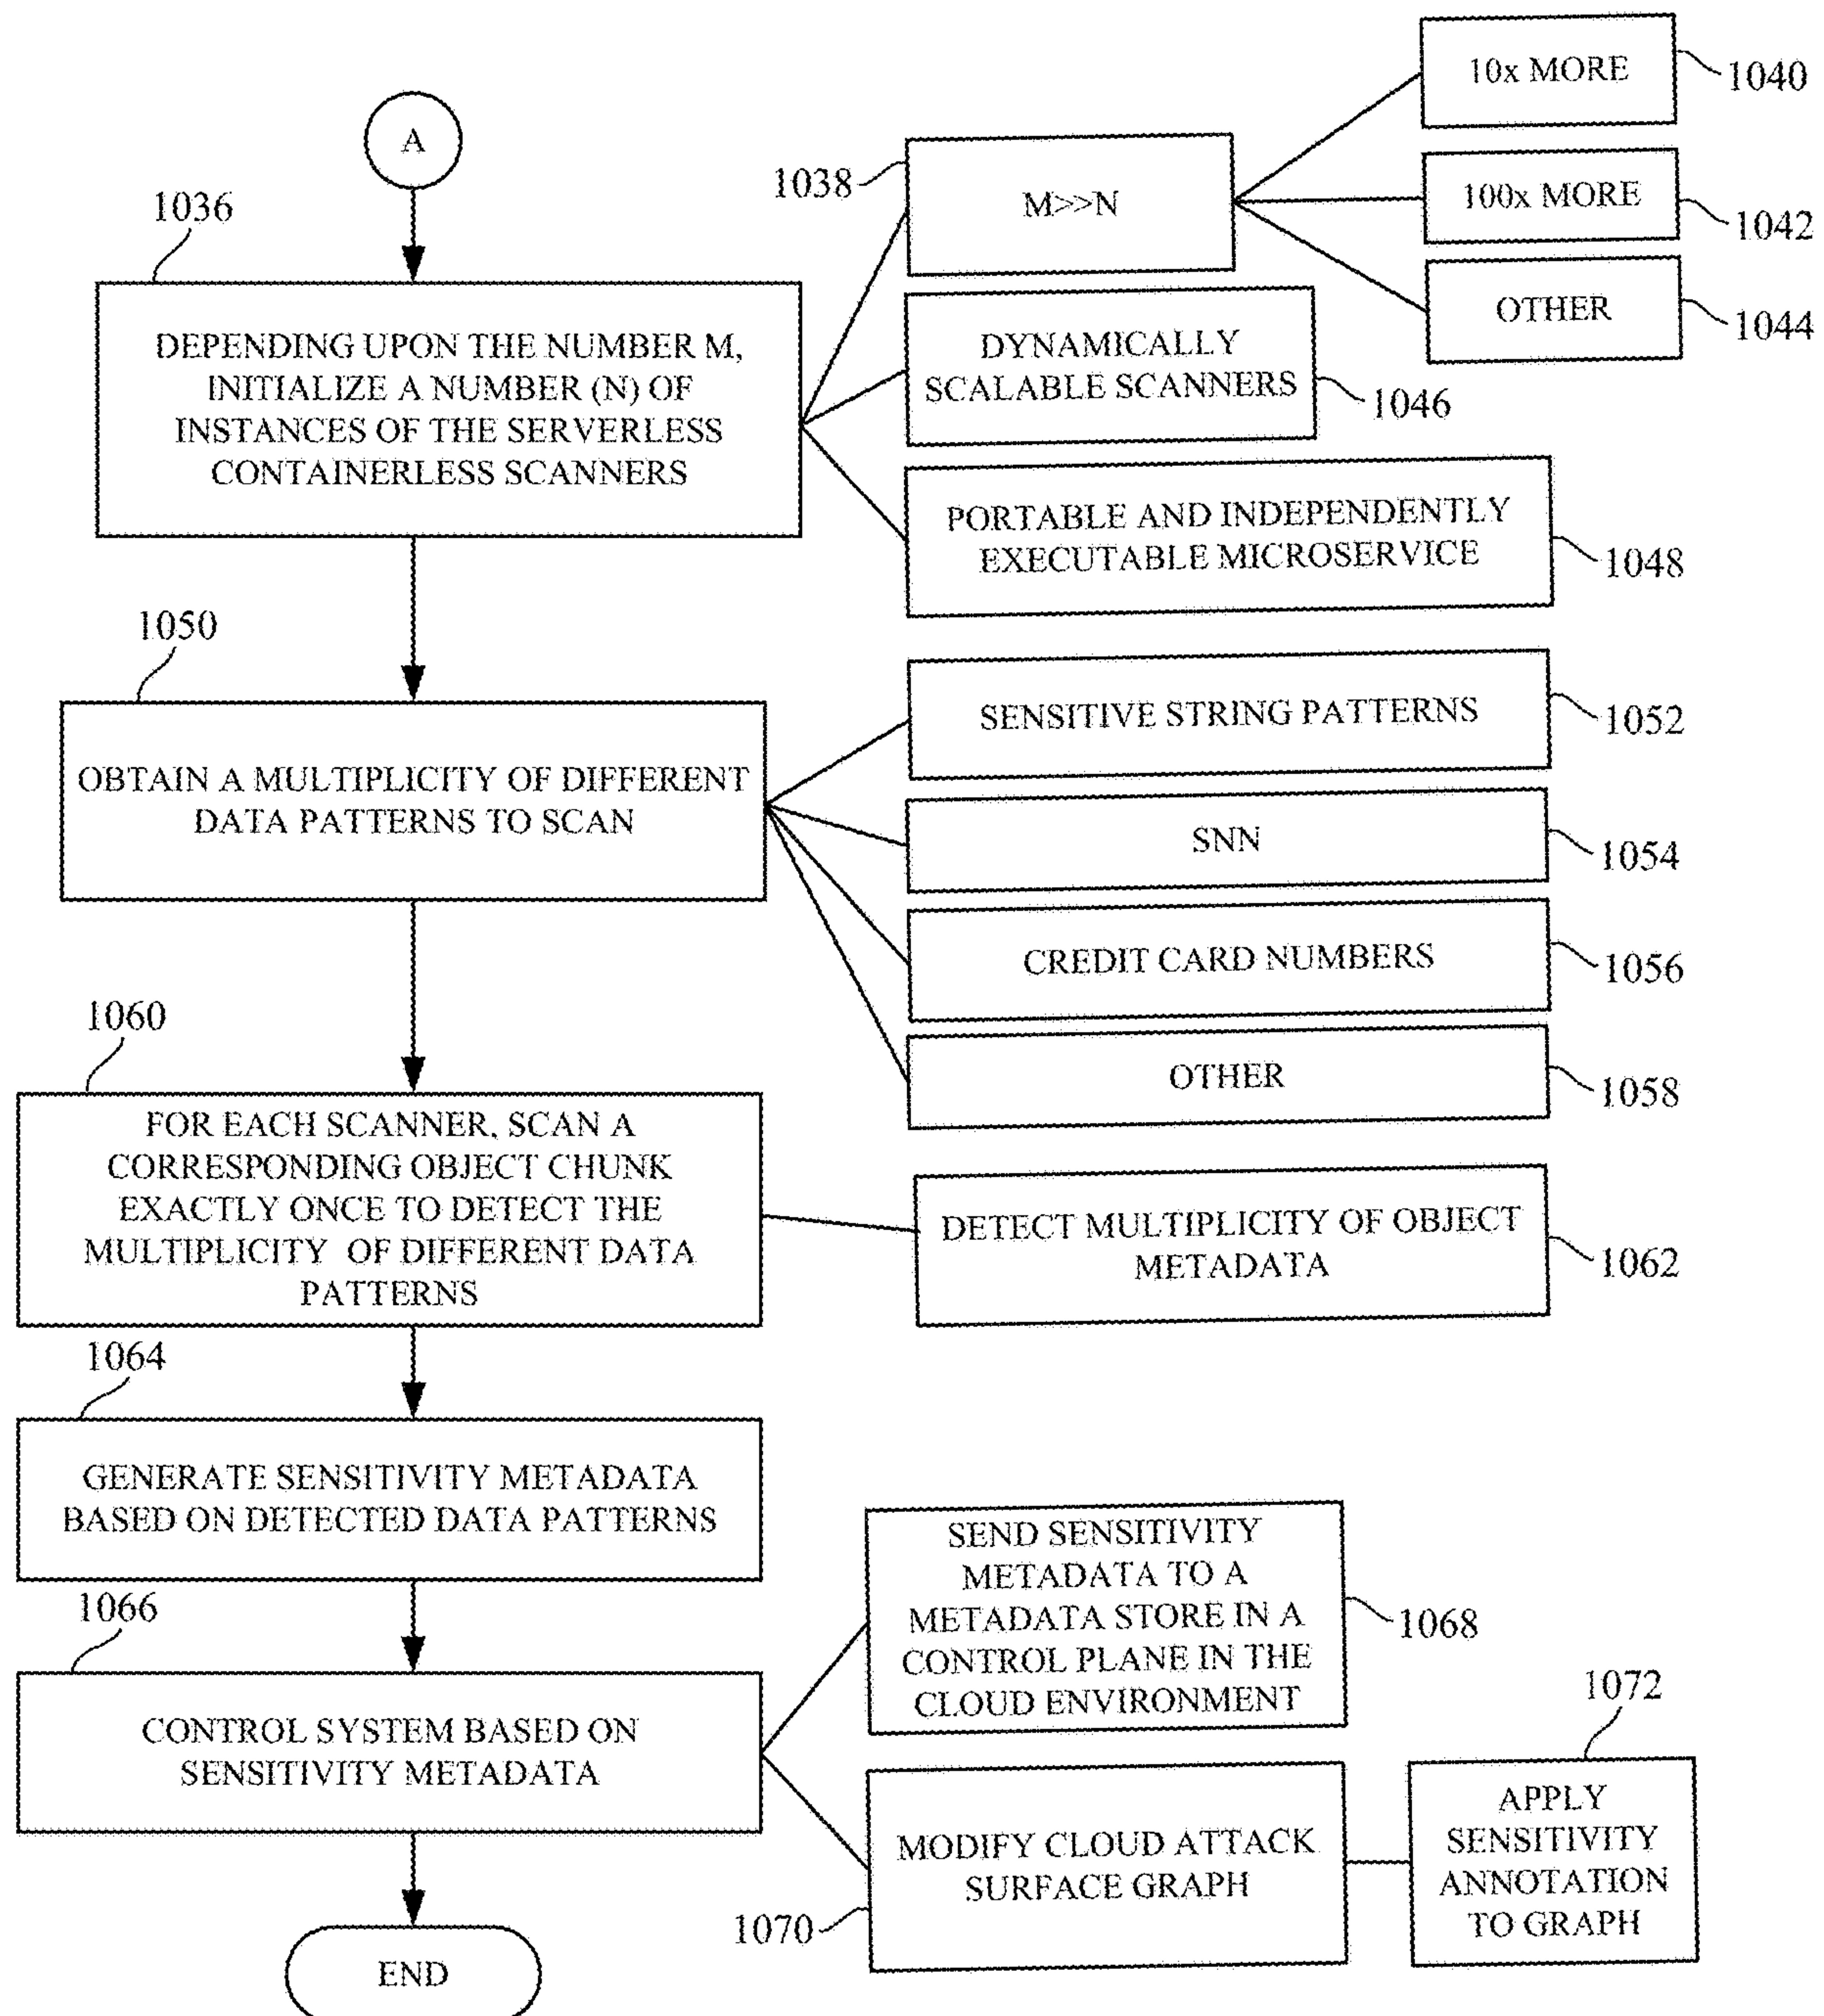 A
1036
DEPENDING UPON THE NUMBER M,
INITIALIZE A NUMBER (N) OF
INSTANCES OF THE SERVERLESS
CONTAINERLESS SCANNERS
1038
M>>N
10x MORE
1040
100x MORE
1042
OTHER
1044
DYNAMICALLY
SCALABLE SCANNERS
1046
PORTABLE AND INDEPENDENTLY
EXECUTABLE MICROSERVICE
1048
1050
OBTAIN A MULTIPLICITY OF DIFFERENT
DATA PATTERNS TO SCAN
SENSITIVE STRING PATTERNS
1052
SNN
1054
CREDIT CARD NUMBERS
1056
OTHER
1058
1060
FOR EACH SCANNER, SCAN A
CORRESPONDING OBJECT CHUNK
EXACTLY ONCE TO DETECT THE
MULTIPLICITY OF DIFFERENT DATA
PATTERNS
DETECT MULTIPLICITY OF OBJECT
METADATA
1062
1064
GENERATE SENSITIVITY METADATA
BASED ON DETECTED DATA PATTERNS
1066
CONTROL SYSTEM BASED ON
SENSITIVITY METADATA
SEND SENSITIVITY
METADATA TO A
METADATA STORE IN A
CONTROL PLANE IN THE
CLOUD ENVIRONMENT
1068
MODIFY CLOUD ATTACK
SURFACE GRAPH
1070
1072
APPLY
SENSITIVITY
ANNOTATION
TO GRAPH
END